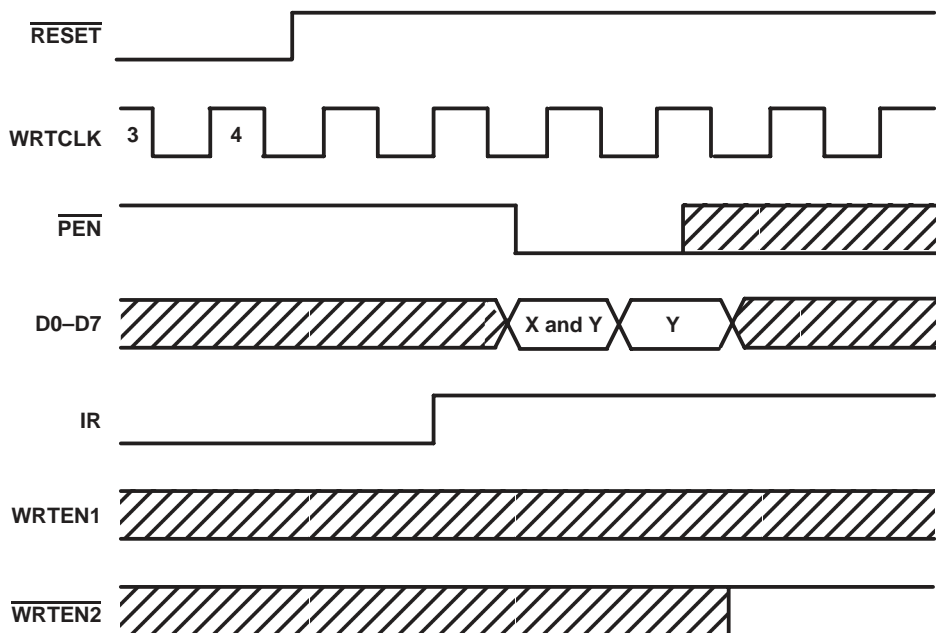 RESET
WRTCLK
3
4
PEN
D0–D7
X and Y
Y
IR
WRTEN1
WRTEN2